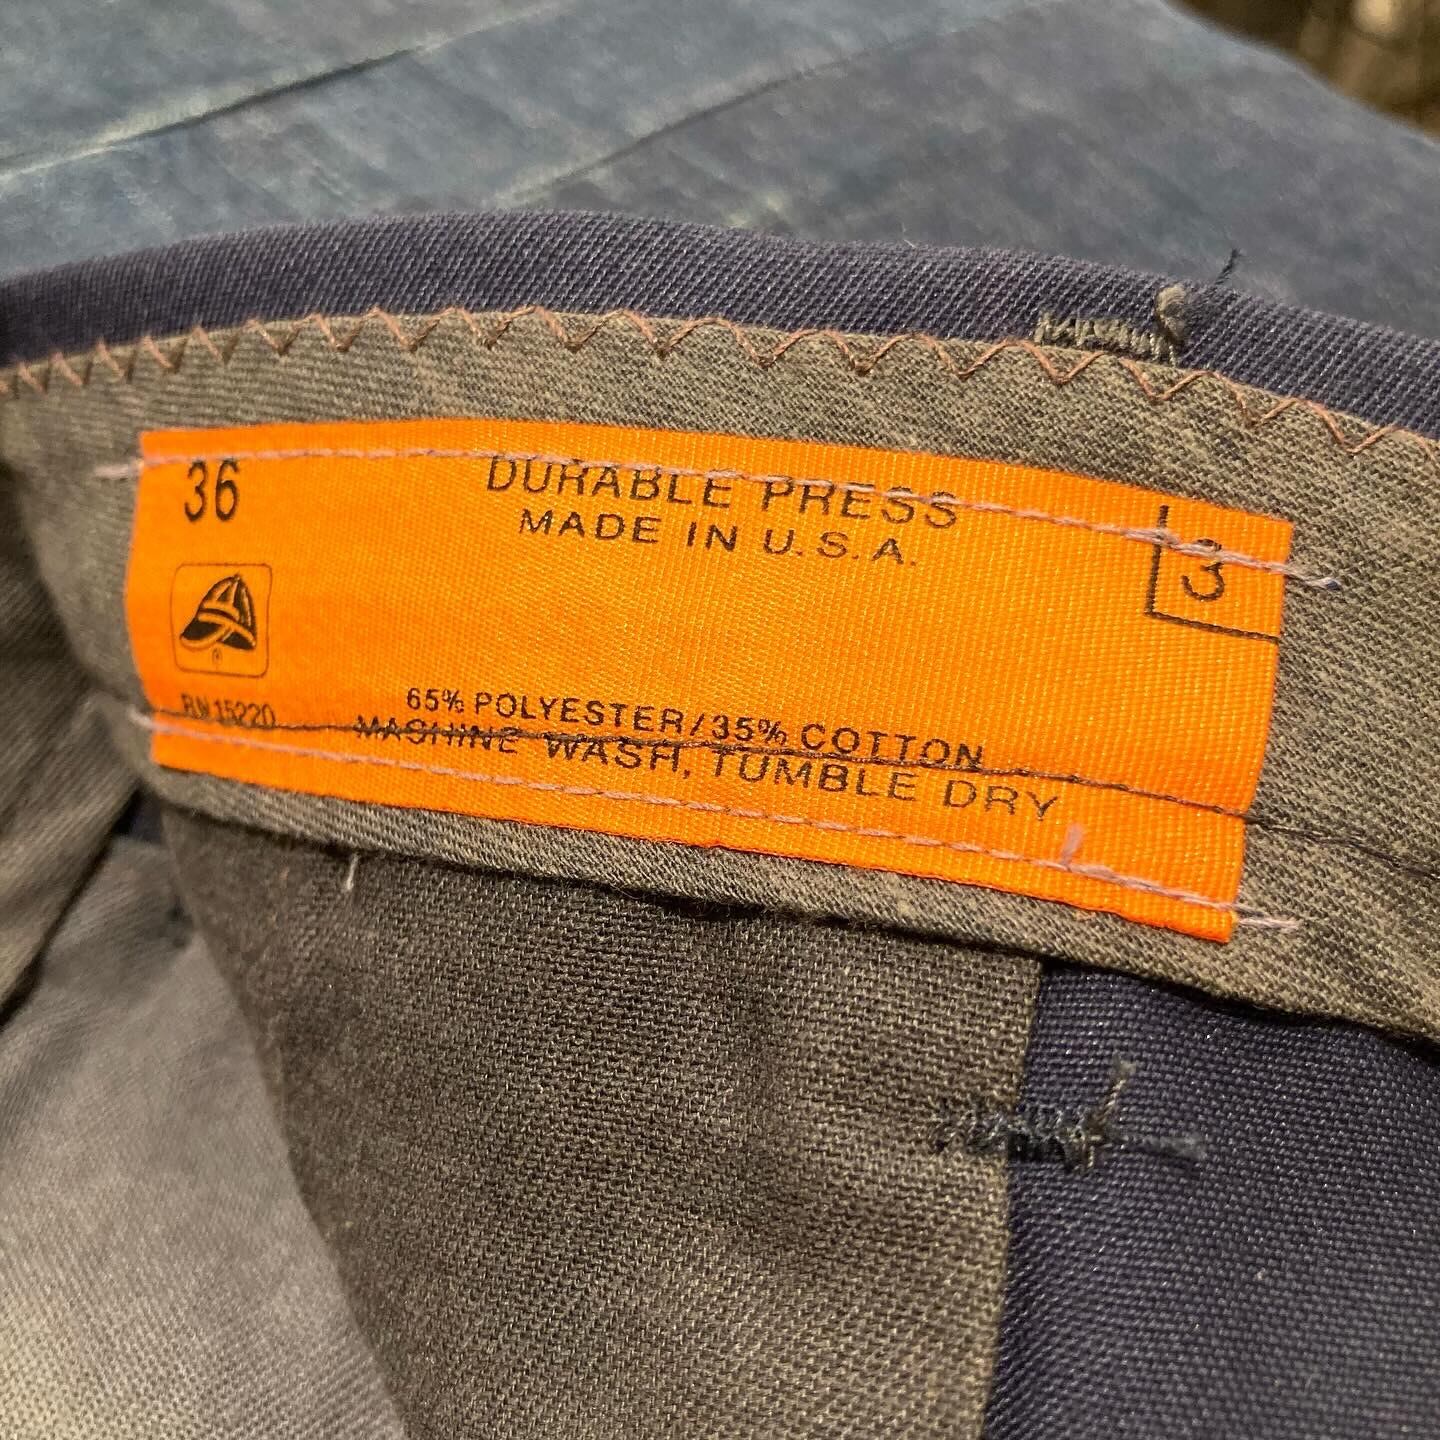 36
DURABLE PRESS
MADE IN U.S.A.
3
®
RN 15220
65% POLYESTER/35% COTTON
MACHINE WASH, TUMBLE DRY